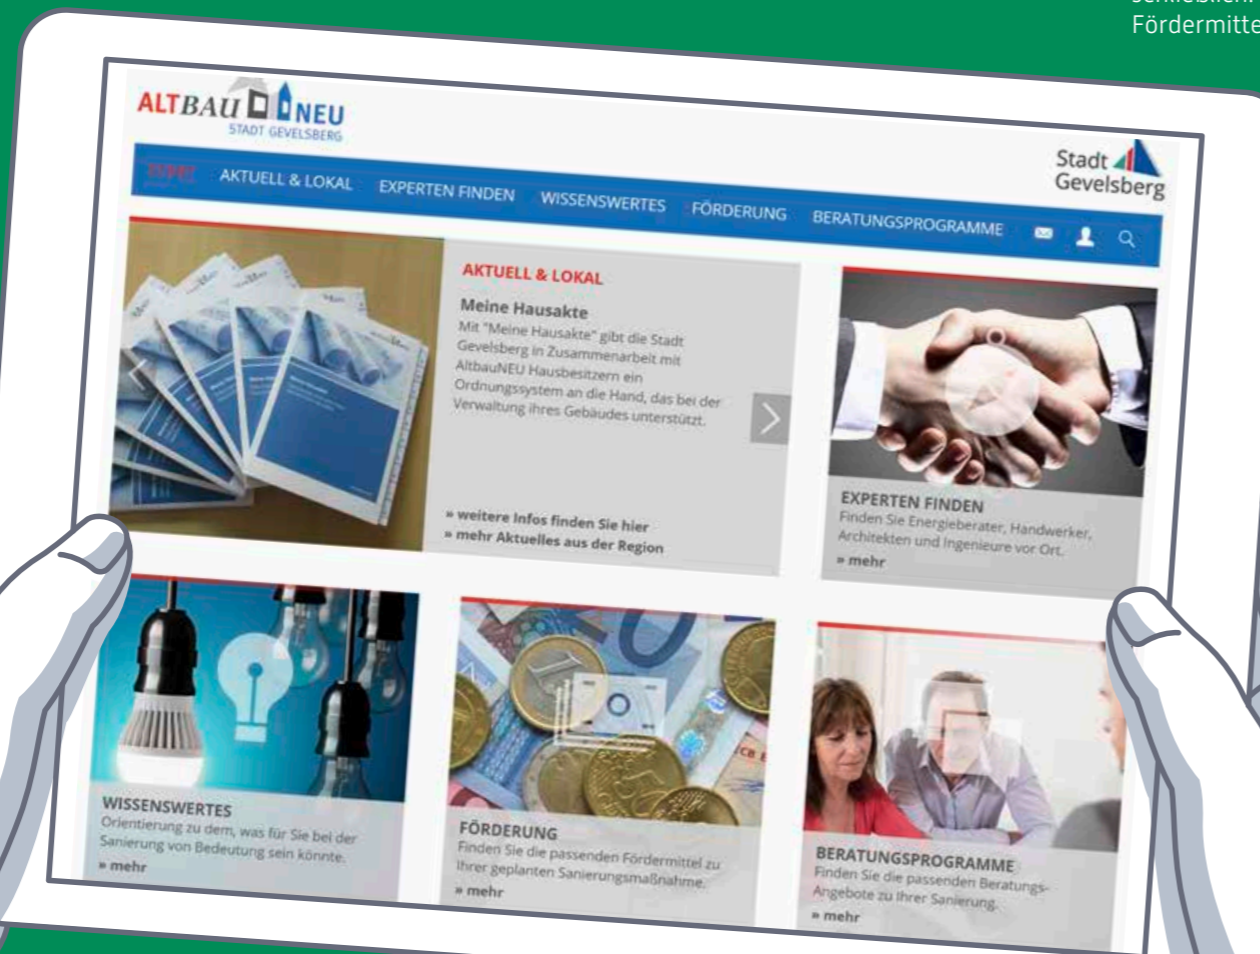 Fördermitte
ALTBAU NEU
STADT GEVELSBERG
Stadt
Gevelsberg
AKTUELL & LOKAL EXPERTEN FINDEN WISSENSWERTES FÖRDERUNG BERATUNGSPROGRAMME
AKTUELL & LOKAL
Meine Hausakte
Mit "Meine Hausakte" gibt die Stadt
Gevelsberg in Zusammenarbeit mit
AltbauNEU Hausbesitzern ein
Ordnungssystem an die Hand, das bei der
Verwaltung ihres Gebäudes unterstützt.
» weitere Infos finden Sie hier
» mehr Aktuelles aus der Region
EXPERTEN FINDEN
Finden Sie Energieberater, Handwerker,
Architekten und Ingenieure vor Ort.
» mehr
WISSENSWERTES
Orientierung zu dem, was für Sie bei der
Sanierung von Bedeutung sein könnte.
» mehr
FÖRDERUNG
Finden Sie die passenden Fördermittel zu
Ihrer geplanten Sanierungsmaßnahme.
» mehr
BERATUNGSPROGRAMME
Finden Sie die passenden Beratungs-
Angebote zu Ihrer Sanierung.
» mehr